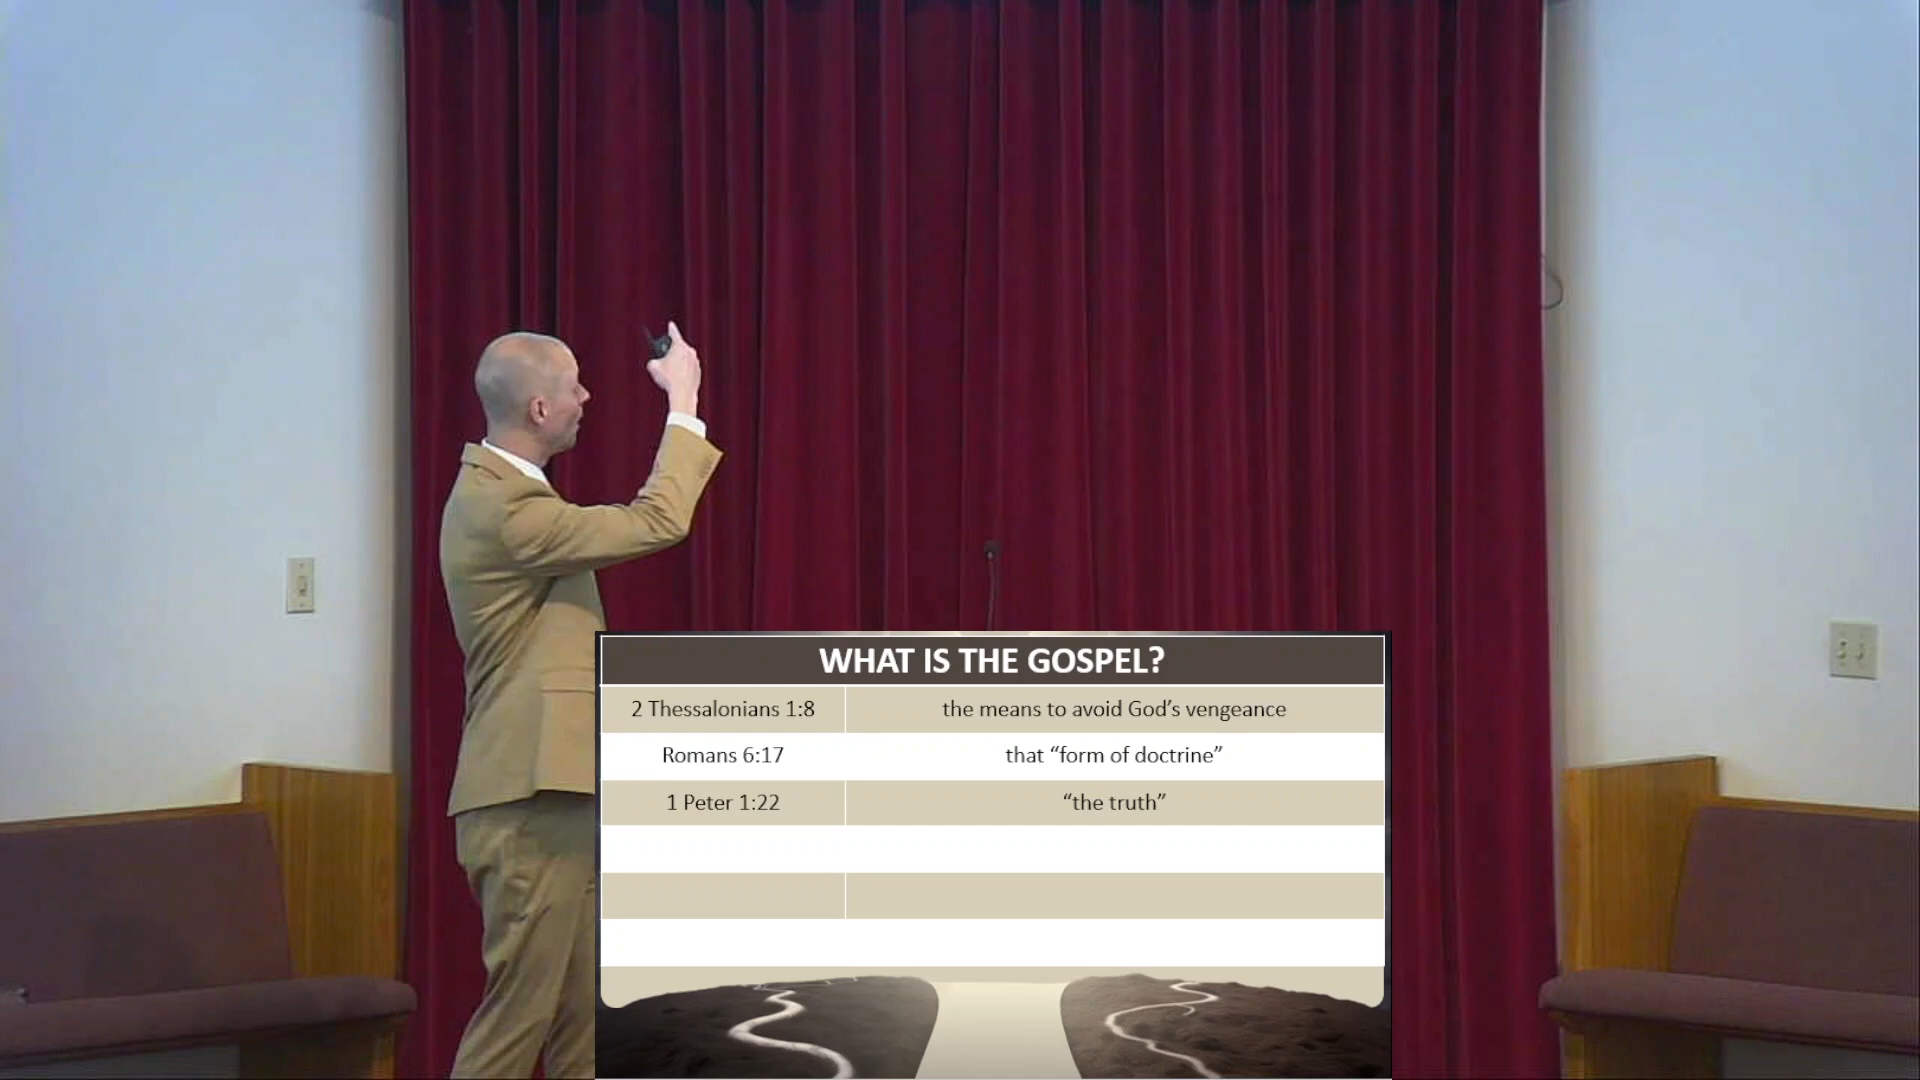 WHAT IS THE GOSPEL?
2 Thessalonians 1:8 the means to avoid God’s vengeance
Romans 6:17 that “form of doctrine”
1 Peter 1:22 “the truth”